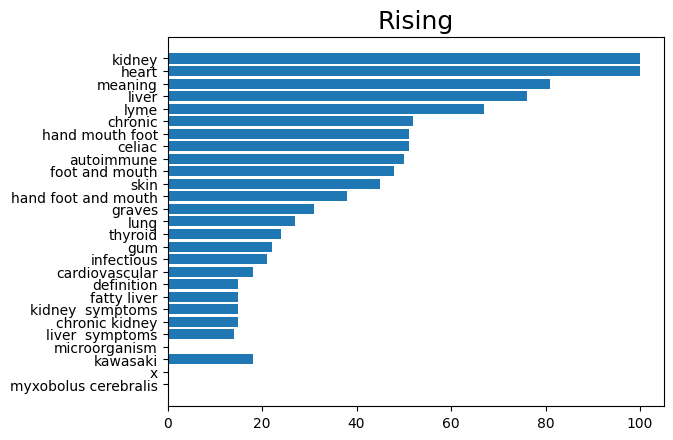 Rising
kidney
heart
meaning
liver
lyme
chronic
hand mouth foot
celiac
autoimmune
foot and mouth
skin
hand foot and mouth
graves
lung
thyroid
gum
infectious
cardiovascular
definition
fatty liver
kidney  symptoms
chronic kidney
liver  symptoms
microorganism
kawasaki
x
myxobolus cerebralis
0 20 40 60 80 100